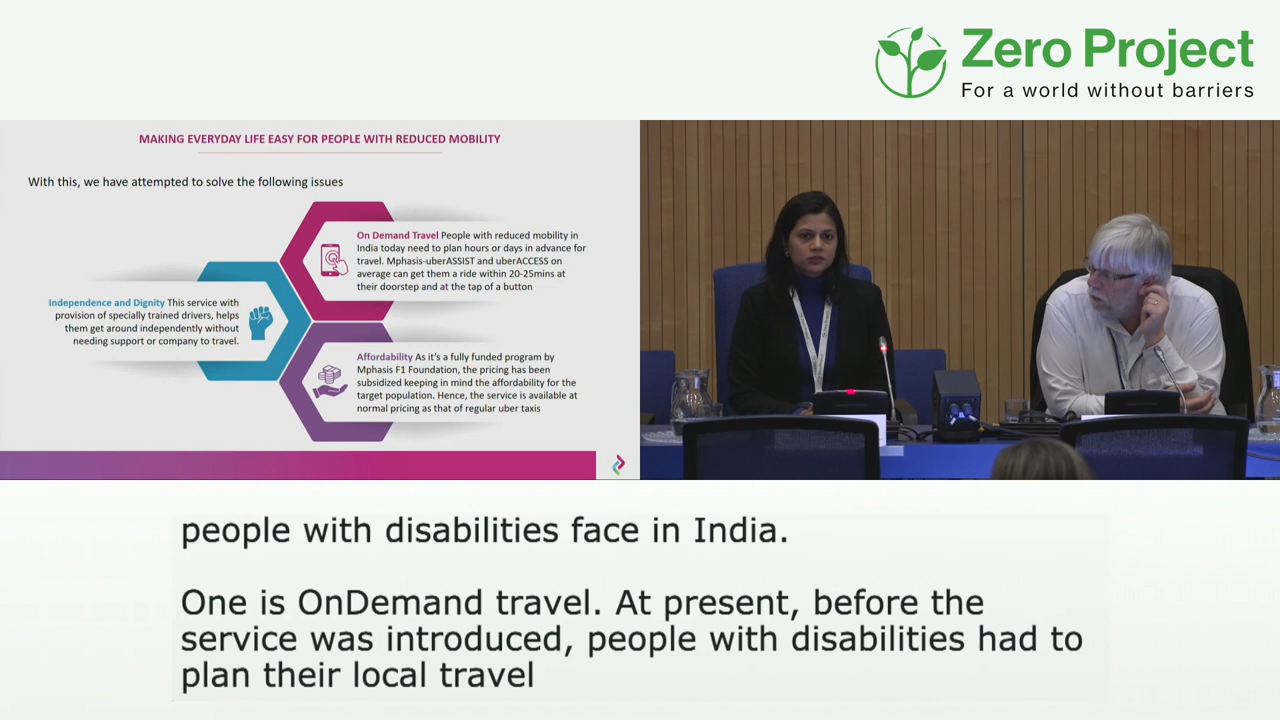 Zero Project
For a world without barriers
MAKING EVERYDAY LIFE EASY FOR PEOPLE WITH REDUCED MOBILITY
With this, we have attempted to solve the following issues
On Demand Travel People with reduced mobility in
India today need to plan hours or days in advance for
travel. Mphasis-uberASSIST and uberACCESS on
average can get them a ride within 20-25mins at
their doorstep and at the tap of a button
Independence and Dignity This service with
provision of specially trained drivers, helps
them get around independently without
needing support or company to travel.
Affordability As it's a fully funded program by
Mphasis F1 Foundation, the pricing has been
subsidized keeping in mind the affordability for the
target population. Hence, the service is available at
normal pricing as that of regular uber taxis
people with disabilities face in India.
One is OnDemand travel. At present, before the
service was introduced, people with disabilities had to
plan their local travel